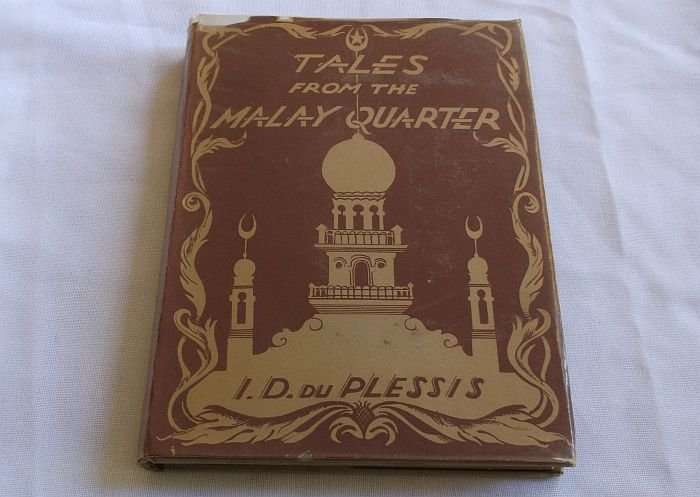 TALES
FROM THE
MALAY QUARTER
I.D. DU PLESSIS